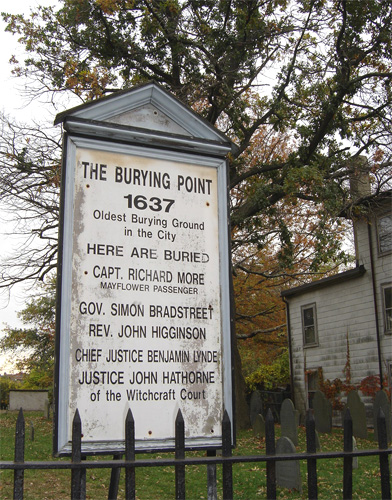 THE BURYING POINT
1637
Oldest Burying Ground
in the City
HERE ARE BURIED
• CAPT. RICHARD MORE
MAYFLOWER PASSENGER
GOV. SIMON BRADSTREET
REV. JOHN HIGGINSON
CHIEF JUSTICE BENJAMIN LYNDE
JUSTICE JOHN HATHORNE
of the Witchcraft Court